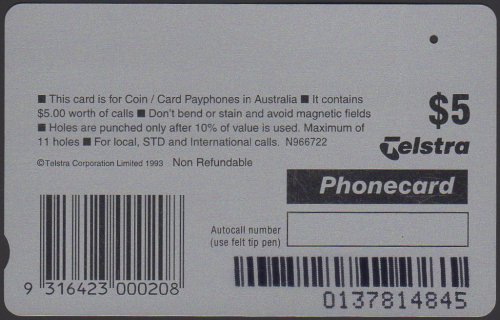 ■ This card is for Coin / Card Payphones in Australia ■ It contains
$5.00 worth of calls ■ Don't bend or stain and avoid magnetic fields
■ Holes are punched only after 10% of value is used. Maximum of
11 holes ■ For local, STD and International calls. N966722
©Telstra Corporation Limited 1993 Non Refundable
$5
Telstra
Phonecard
Autocall number
(use felt tip pen)
9 316423 000208
0137814845